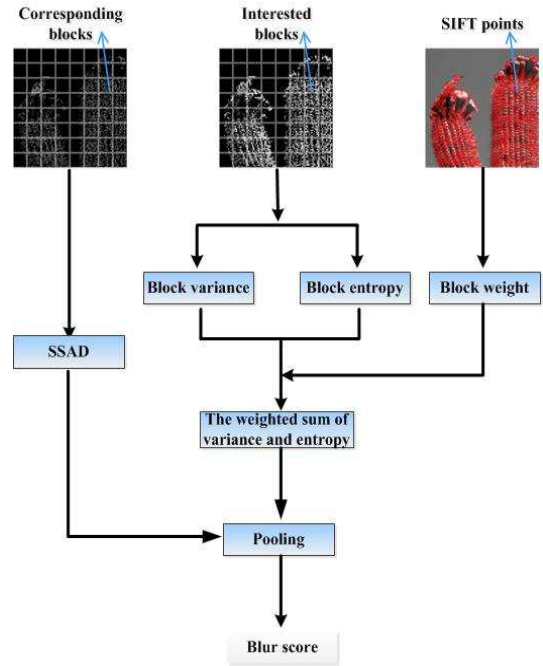 Corresponding
blocks
Interested
blocks
SIFT points
Block variance
Block entropy
Block weight
SSAD
The weighted sum of
variance and entropy
Pooling
Blur score